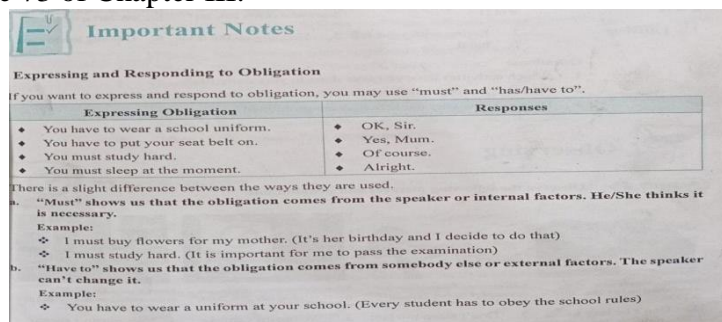 e 75 of Chapter III.
Important Notes
Expressing and Responding to Obligation
If you want to express and respond to obligation, you may use “must” and “has/have to”.
Expressing Obligation Responses
◆ You have to wear a school uniform. ◆ OK, Sir.
◆ You have to put your seat belt on. ◆ Yes, Mum.
◆ You must study hard. ◆ Of course.
◆ You must sleep at the moment. ◆ Alright.
There is a slight difference between the ways they are used.
a. “Must” shows us that the obligation comes from the speaker or internal factors. He/She thinks it
is necessary.
Example:
❖ I must buy flowers for my mother. (It's her birthday and I decide to do that)
❖ I must study hard. (It is important for me to pass the examination)
b. “Have to” shows us that the obligation comes from somebody else or external factors. The speaker
can't change it.
Example:
❖ You have to wear a uniform at your school. (Every student has to obey the school rules)